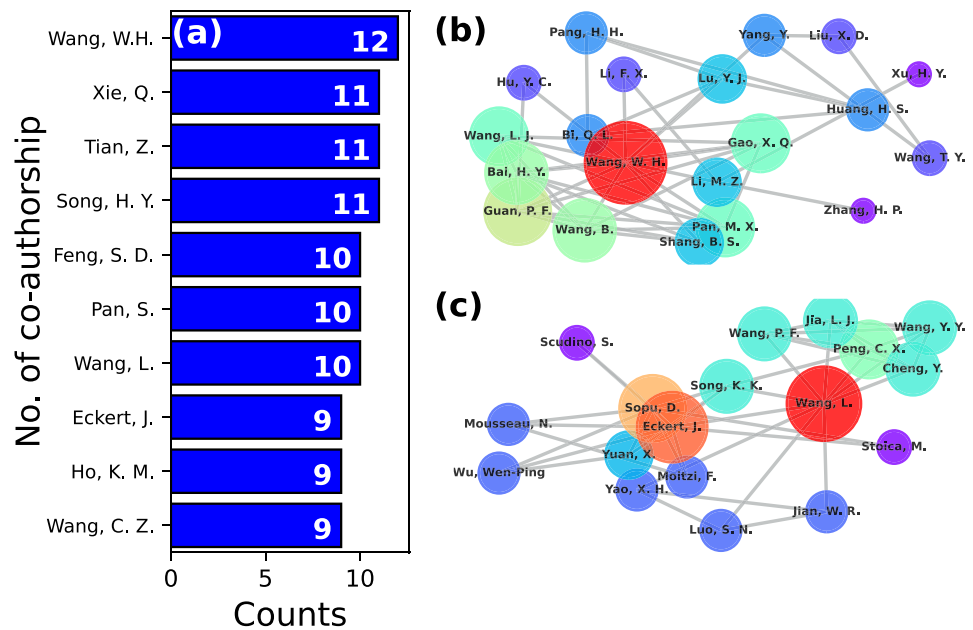 (a)
Wang, W.H.
12
Xie, Q.
11
Tian, Z.
11
Song, H. Y.
11
Feng, S. D.
10
Pan, S.
10
Wang, L.
10
Eckert, J.
9
Ho, K. M.
9
Wang, C. Z.
9
No. of co-authorship
0
5
10
Counts
(b)
Pang, H. H.
Yang, Y.
Liu, X. D.
Hu, Y. C.
Li, F. X.
Lu, Y. J.
Xu, H. Y.
Huang, H. S.
Wang, L. J.
Bi, Q. L.
Gao, X. Q.
Wang, W. H.
Wang, T. Y.
Bai, H. Y.
Li, M. Z.
Guan, P. F.
Zhang, H. P.
Wang, B.
Pan, M. X.
Shang, B. S.
(c)
Scudino, S.
Wang, P. F.
Jia, L. J.
Wang, Y. Y.
Peng, C. X.
Cheng, Y.
Song, K. K.
Sopu, D.
Wang, L.
Mousseau, N.
Eckert, J.
Stoica, M.
Wu, Wen-Ping
Yuan, X.
Moitzi, F.
Yao, X. H.
Luo, S. N.
Jian, W. R.